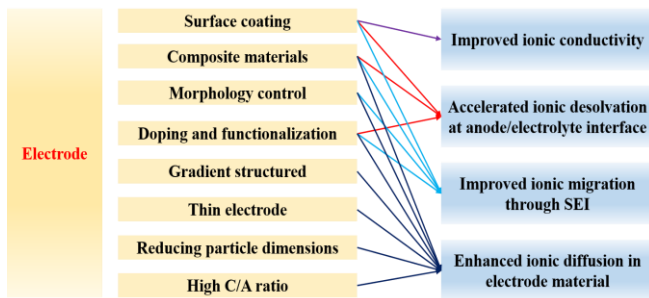 Electrode
Surface coating
Composite materials
Morphology control
Doping and functionalization
Gradient structured
Thin electrode
Reducing particle dimensions
High C/A ratio
Improved ionic conductivity
Accelerated ionic desolvation
at anode/electrolyte interface
Improved ionic migration
through SEI
Enhanced ionic diffusion in
electrode material